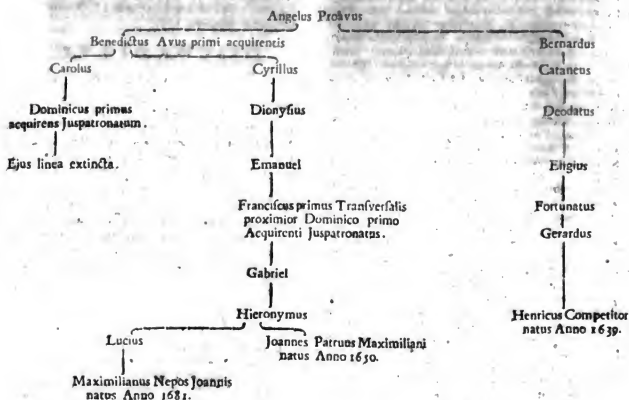 Angelus Proavus
Benedictus Avus primi acquirentis
Bernardus
Carolus
Cyrillus
Cataneus
Dominicus primus
acquirens Juspatronatum.
Dionysius
Deodatus
Ejus linea extincta.
Emanuel
Eligius
Franciscus primus Transversalis
proximior Dominico primo
Acquirenti Juspatronatus.
Fortunatus
Gerardus
Gabriel
Hieronymus
Henricus Competitor
natus Anno 1639.
Lucius
Joannes Patruus Maximiliani
natus Anno 1650.
Maximilianus Nepos Joannis
natus Anno 1681.